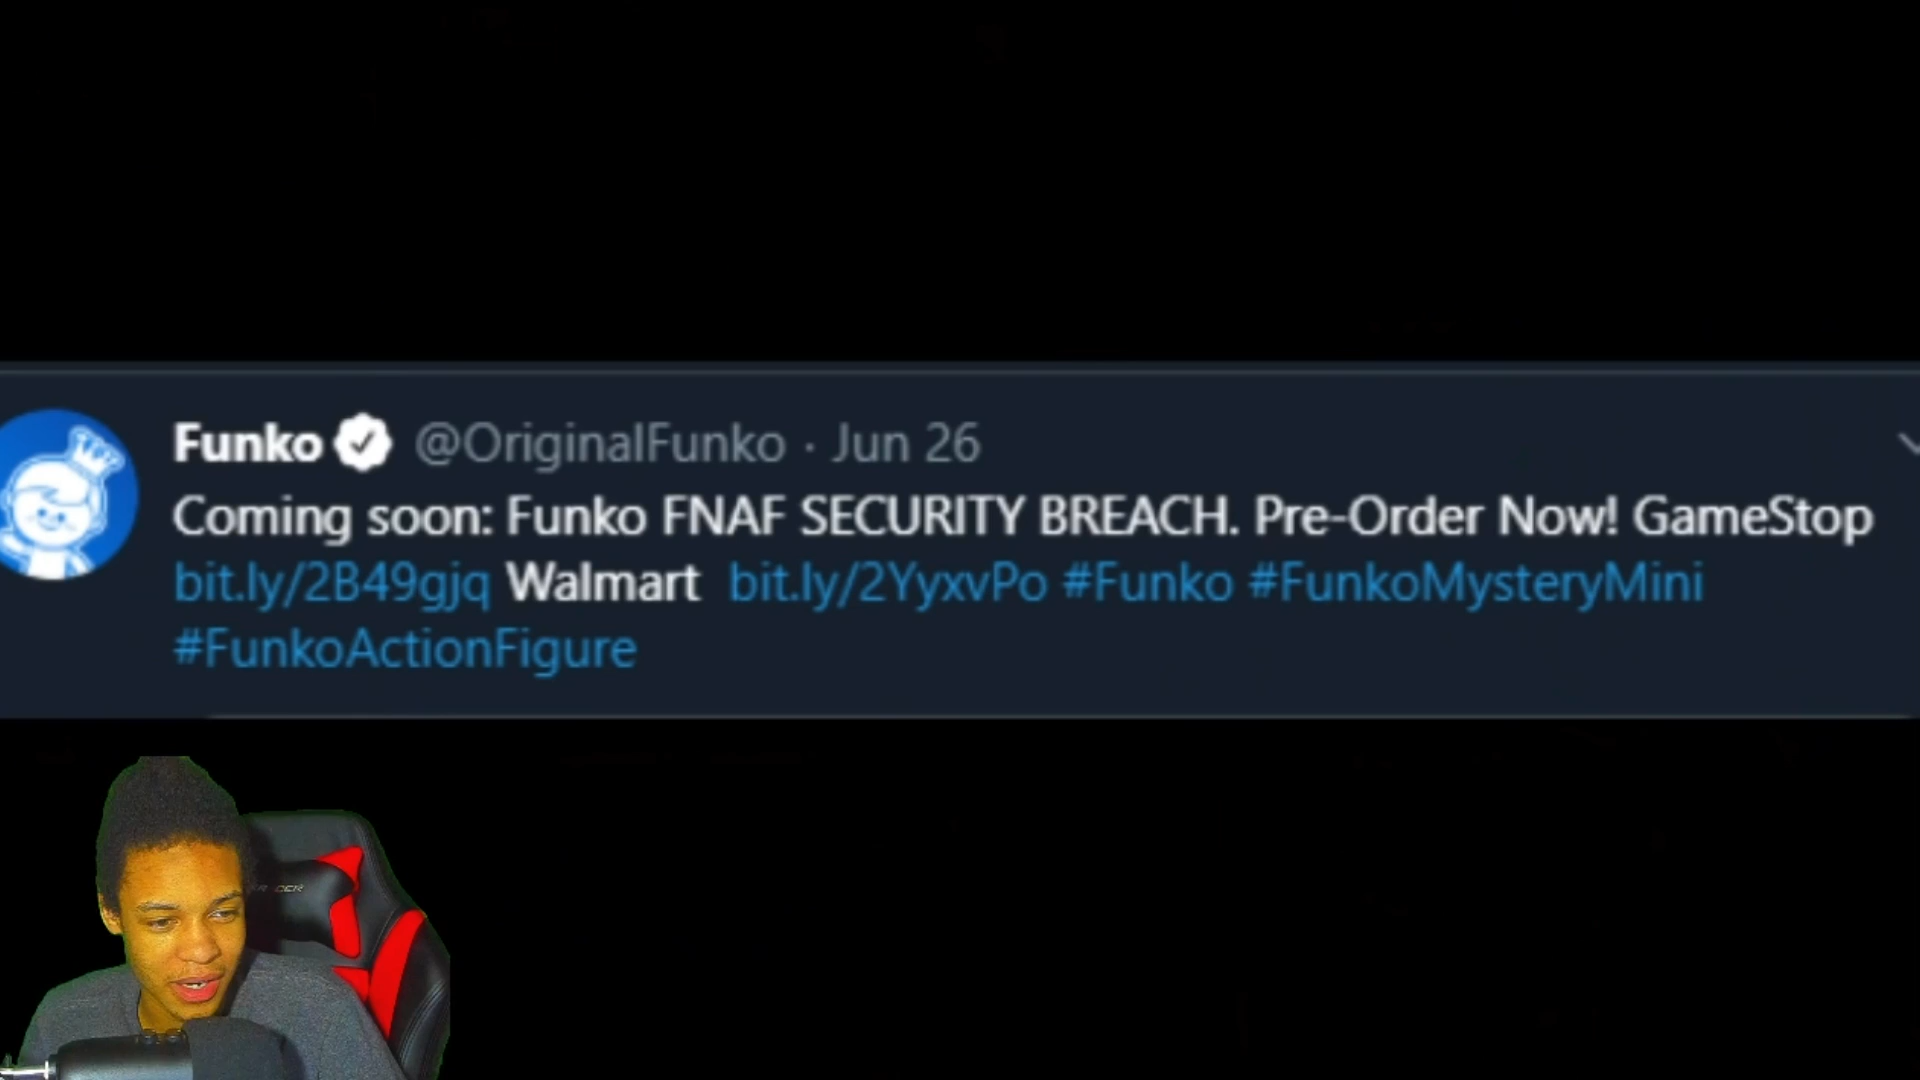 Funko @OriginalFunko · Jun 26
Coming soon: Funko FNAF SECURITY BREACH. Pre-Order Now! GameStop
bit.ly/2B49gjq Walmart bit.ly/2YyxvPo #Funko #FunkoMysteryMini
#FunkoActionFigure